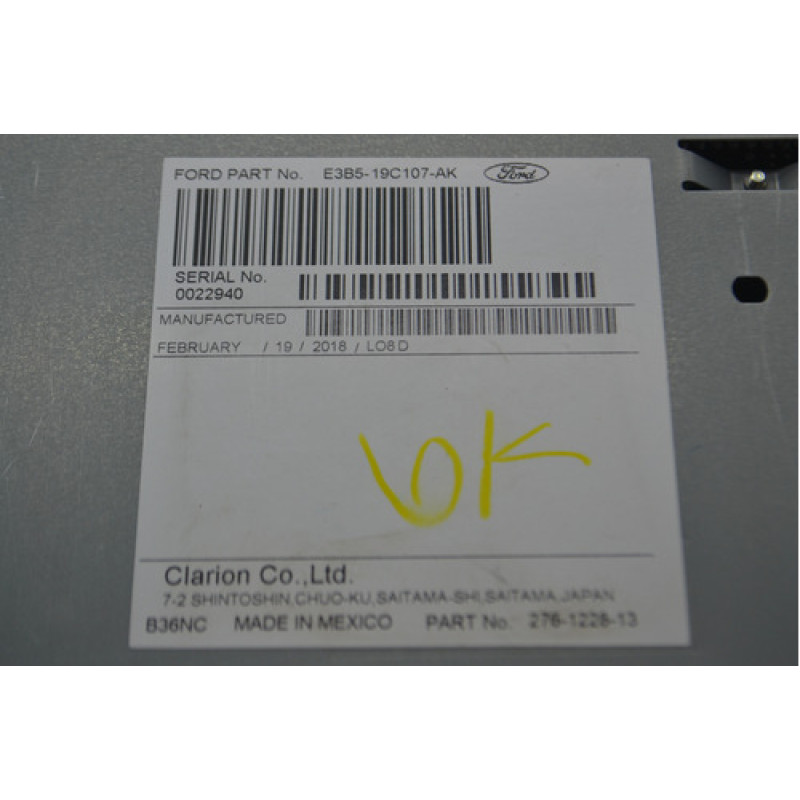 FORD PART No. E3B5-19C107-AK Ford
SERIAL No.
0022940
MANUFACTURED
FEBRUARY / 19 / 2018 / L08D
OK
Clarion Co.,Ltd.
7-2 SHINTOSHIN,CHUO-KU,SAITAMA-SHI,SAITAMA,JAPAN
B36NC MADE IN MEXICO PART No. 276-1228-13